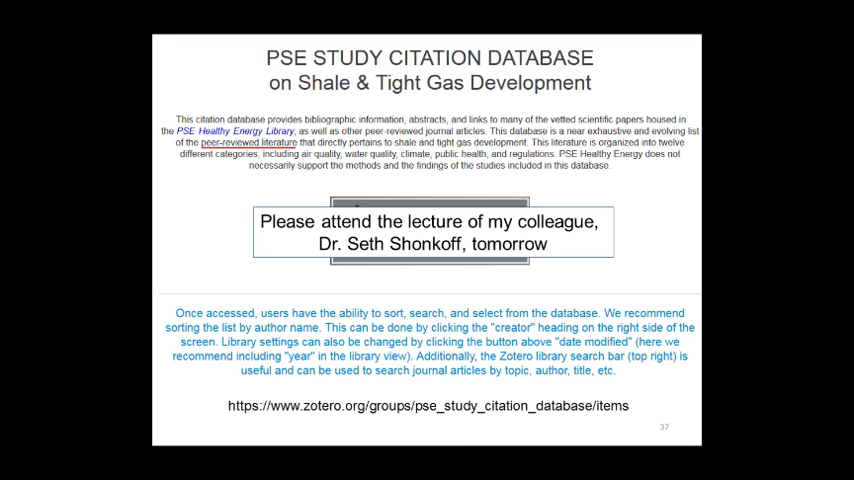 PSE STUDY CITATION DATABASE
on Shale & Tight Gas Development
This citation database provides bibliographic information, abstracts, and links to many of the vetted scientific papers housed in
the PSE Healthy Energy Library, as well as other peer-reviewed journal articles. This database is a near exhaustive and evolving list
of the peer-reviewed literature that directly pertains to shale and tight gas development. This literature is organized into twelve
different categories, including air quality, water quality, climate, public health, and regulations. PSE Healthy Energy does not
necessarily support the methods and the findings of the studies included in this database.
Please attend the lecture of my colleague,
Dr. Seth Shonkoff, tomorrow
Once accessed, users have the ability to sort, search, and select from the database. We recommend
sorting the list by author name. This can be done by clicking the "creator" heading on the right side of the
screen. Library settings can also be changed by clicking the button above "date modified" (here we
recommend including "year" in the library view). Additionally, the Zotero library search bar (top right) is
useful and can be used to search journal articles by topic, author, title, etc.
https://www.zotero.org/groups/pse_study_citation_database/items
37